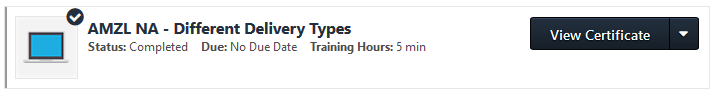 AMZL NA - Different Delivery Types
Status: Completed Due: No Due Date Training Hours: 5 min
View Certificate